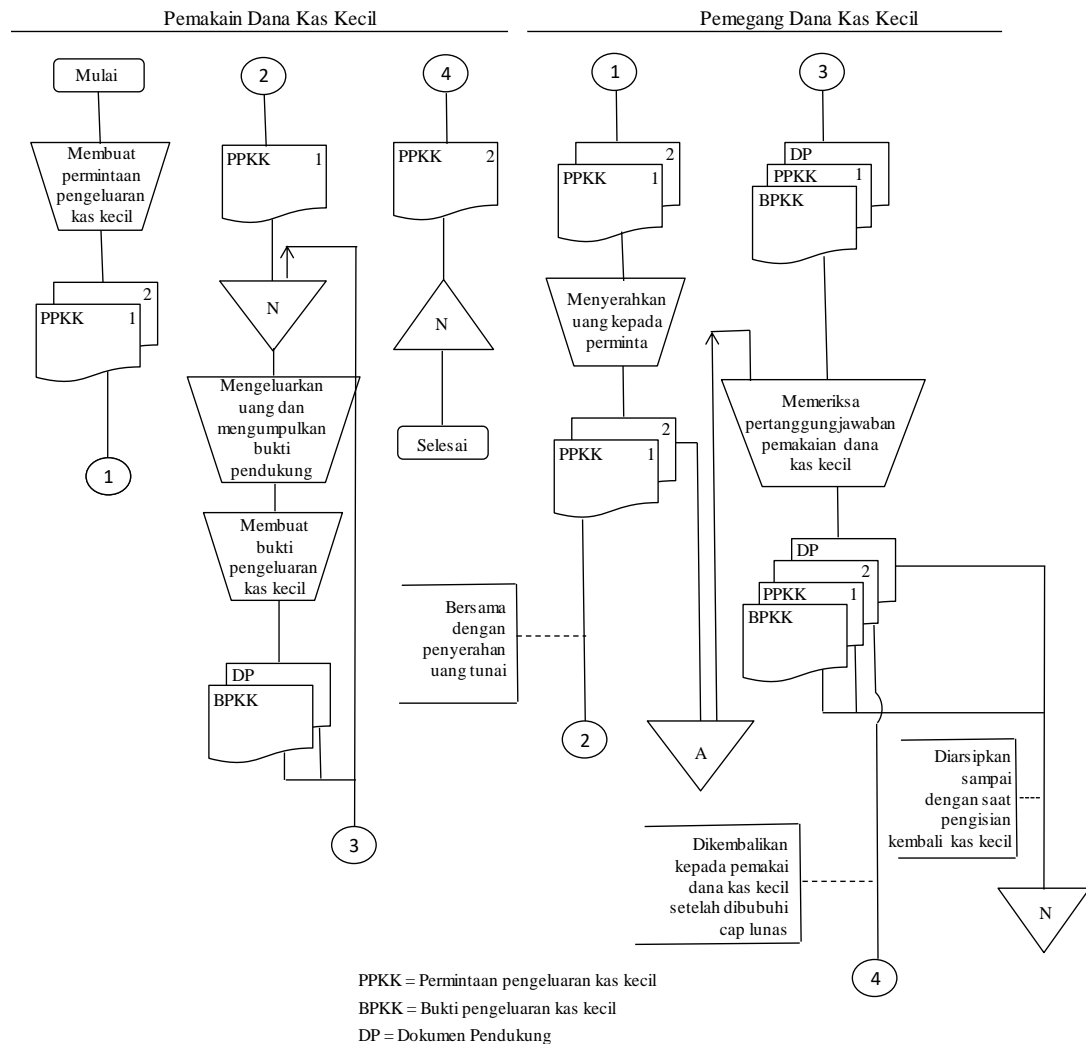 Pemakain Dana Kas Kecil
Mulai
Membuat
permintaan
pengeluaran
kas kecil
2
PPKK 1
1
2
PPKK 1
N
Mengeluarkan
uang dan
mengumpulkan
bukti
pendukung
Membuat
bukti
pengeluaran
kas kecil
DP
BPKK
3
4
PPKK 2
N
Selesai
Pemegang Dana Kas Kecil
1
2
PPKK 1
Menyerahkan
uang kepada
perminta
2
PPKK 1
Bersama
dengan
penyerahan
uang tunai
2
A
3
DP
PPKK 1
BPKK
Memeriksa
pertanggungjawaban
pemakaian dana
kas kecil
DP
2
PPKK 1
BPKK
Diarsipkan
sampai
dengan saat
pengisian
kembali kas kecil
Dikembalikan
kepada pemakai
dana kas kecil
setelah dibubuhi
cap lunas
N
4
PPKK = Permintaan pengeluaran kas kecil
BPKK = Bukti pengeluaran kas kecil
DP = Dokumen Pendukung